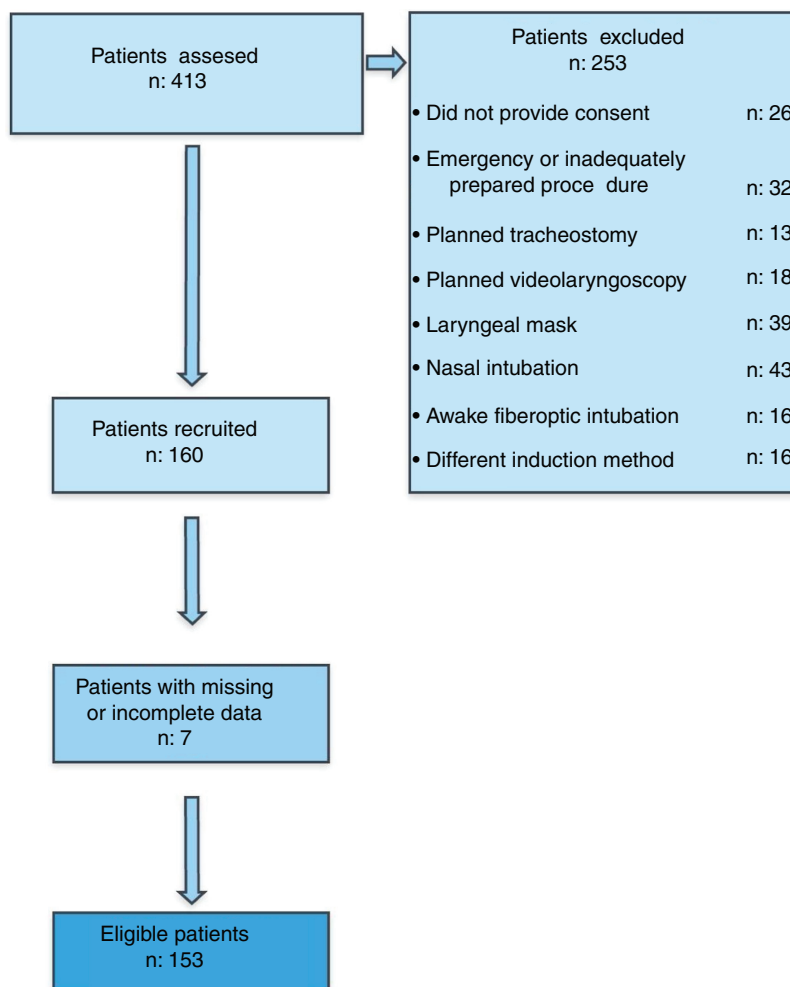 Patients assesed
n: 413
Patients excluded
n: 253
• Did not provide consent n: 26
• Emergency or inadequately
prepared proce dure n: 32
• Planned tracheostomy n: 13
• Planned videolaryngoscopy n: 18
• Laryngeal mask n: 39
• Nasal intubation n: 43
• Awake fiberoptic intubation n: 16
• Different induction method n: 16
Patients recruited
n: 160
Patients with missing
or incomplete data
n: 7
Eligible patients
n: 153